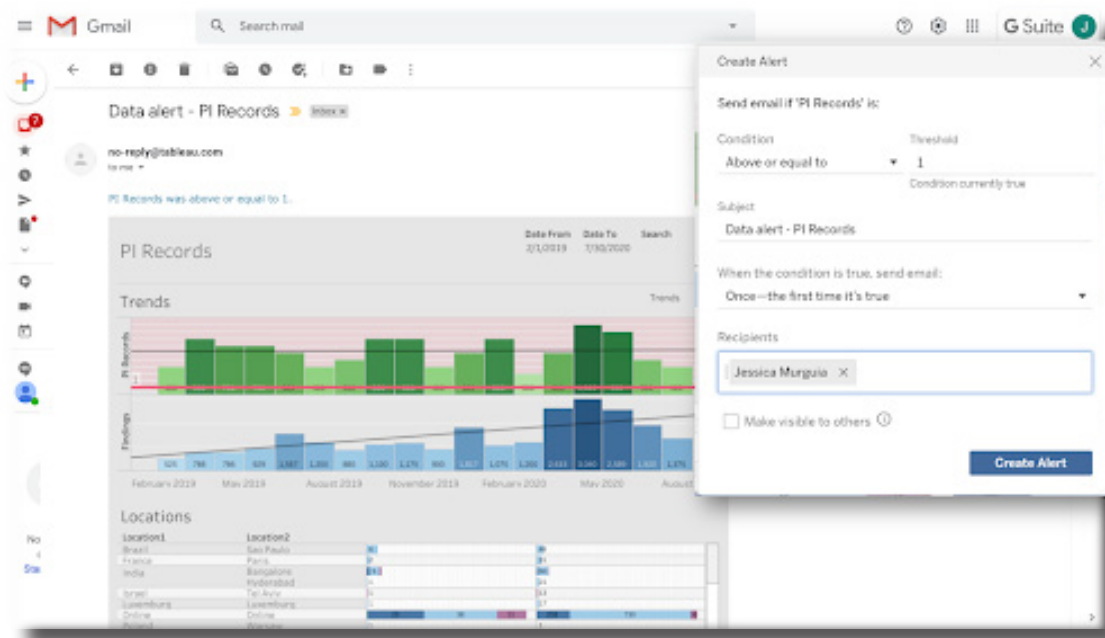 Gmail
Search mail
G Suite
J
Data alert - PI Records
Inbox ×
no-reply@tableau.com
to me
PI Records was above or equal to 1.
PI Records
Date From Date To Search
2/1/2019 7/30/2020
Trends
Trends
PI Records
Findings
February 2019 May 2019 August 2019 November 2019 February 2020 May 2020 August
Locations
Location1 Location2
Brazil Sao Paulo
France Paris
India Bangalore
Hyderabad
Israel Tel Aviv
Luxemburg Luxemburg
Online Online
Poland Warsaw
No
Create Alert
Send email if 'PI Records' is:
Condition Threshold
Above or equal to 1
Condition currently true
Subject
Data alert - PI Records
When the condition is true, send email:
Once—the first time it's true
Recipients
Jessica Murguia ×
Make visible to others
Create Alert